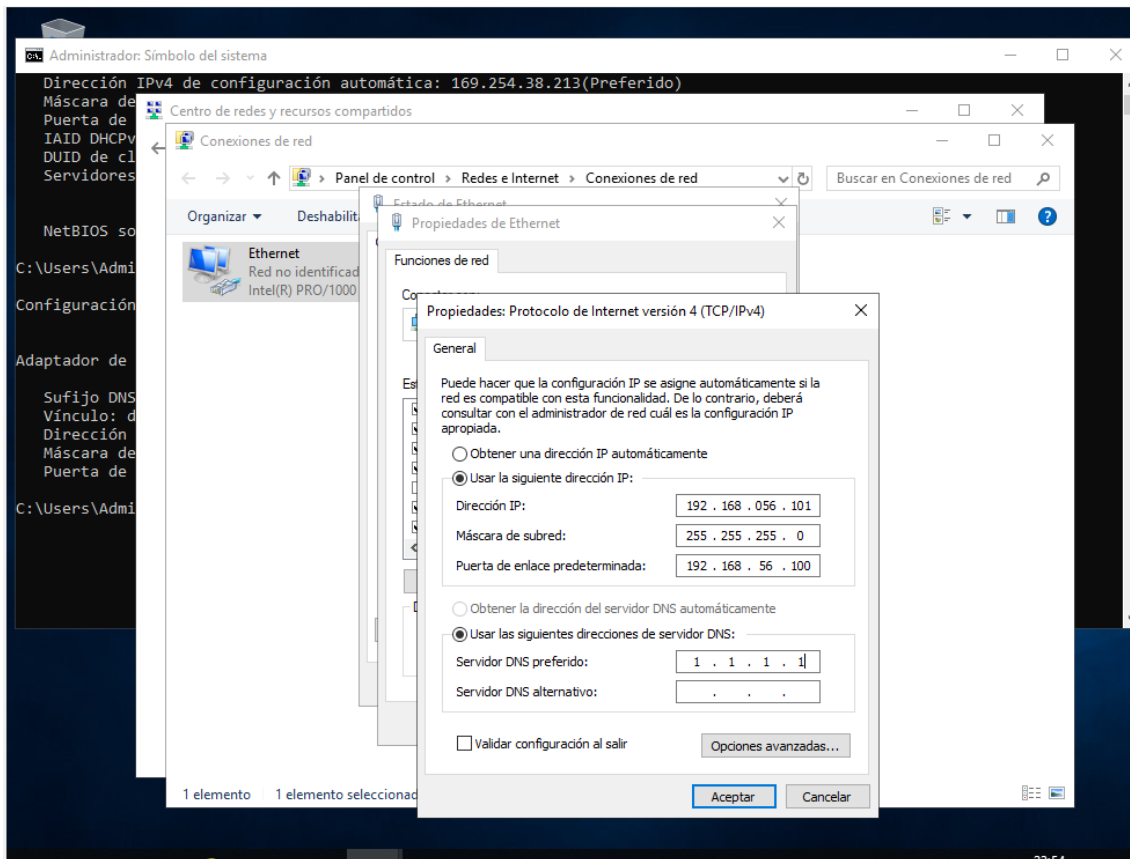 Administrador: Símbolo del sistema
Dirección IPv4 de configuración automática: 169.254.38.213(Preferido)
Máscara de
Puerta de
IAID DHCPv
DUID de cl
Servidores
NetBIOS so
C:\Users\Admi
Configuración
Adaptador de
Sufijo DNS
Vínculo: d
Dirección
Máscara de
Puerta de
C:\Users\Admi
Centro de redes y recursos compartidos
Conexiones de red
Panel de control › Redes e Internet › Conexiones de red
Buscar en Conexiones de red
Organizar
Deshabilit
Ethernet
Red no identificad
Intel(R) PRO/1000
1 elemento
1 elemento seleccionad
Estado de Ethernet
Propiedades de Ethernet
Funciones de red
Propiedades: Protocolo de Internet versión 4 (TCP/IPv4)
General
Puede hacer que la configuración IP se asigne automáticamente si la
red es compatible con esta funcionalidad. De lo contrario, deberá
consultar con el administrador de red cuál es la configuración IP
apropiada.
Obtener una dirección IP automáticamente
Usar la siguiente dirección IP:
Dirección IP: 192 . 168 . 056 . 101
Máscara de subred: 255 . 255 . 255 . 0
Puerta de enlace predeterminada: 192 . 168 . 56 . 100
Obtener la dirección del servidor DNS automáticamente
Usar las siguientes direcciones de servidor DNS:
Servidor DNS preferido: 1 . 1 . 1 . 1
Servidor DNS alternativo: . . .
Validar configuración al salir
Opciones avanzadas...
Aceptar
Cancelar